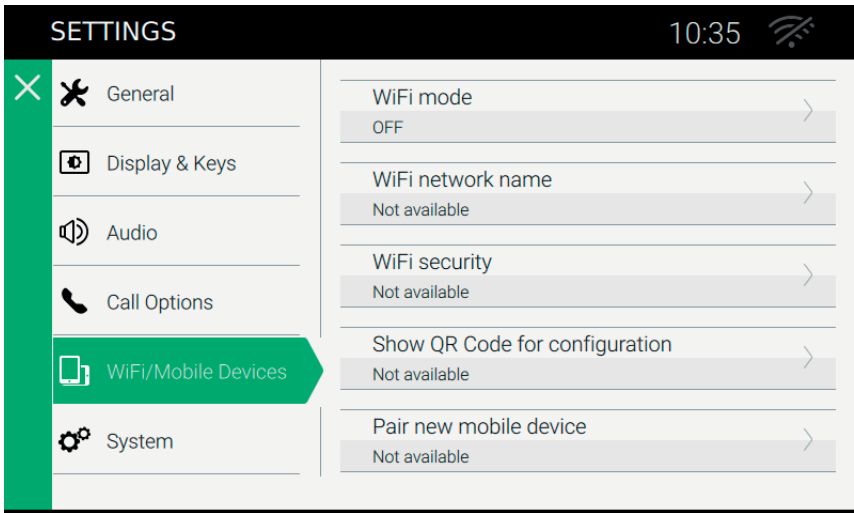 SETTINGS
10:35
General
Display & Keys
Audio
Call Options
WiFi/Mobile Devices
System
WiFi mode
OFF
WiFi network name
Not available
WiFi security
Not available
Show QR Code for configuration
Not available
Pair new mobile device
Not available